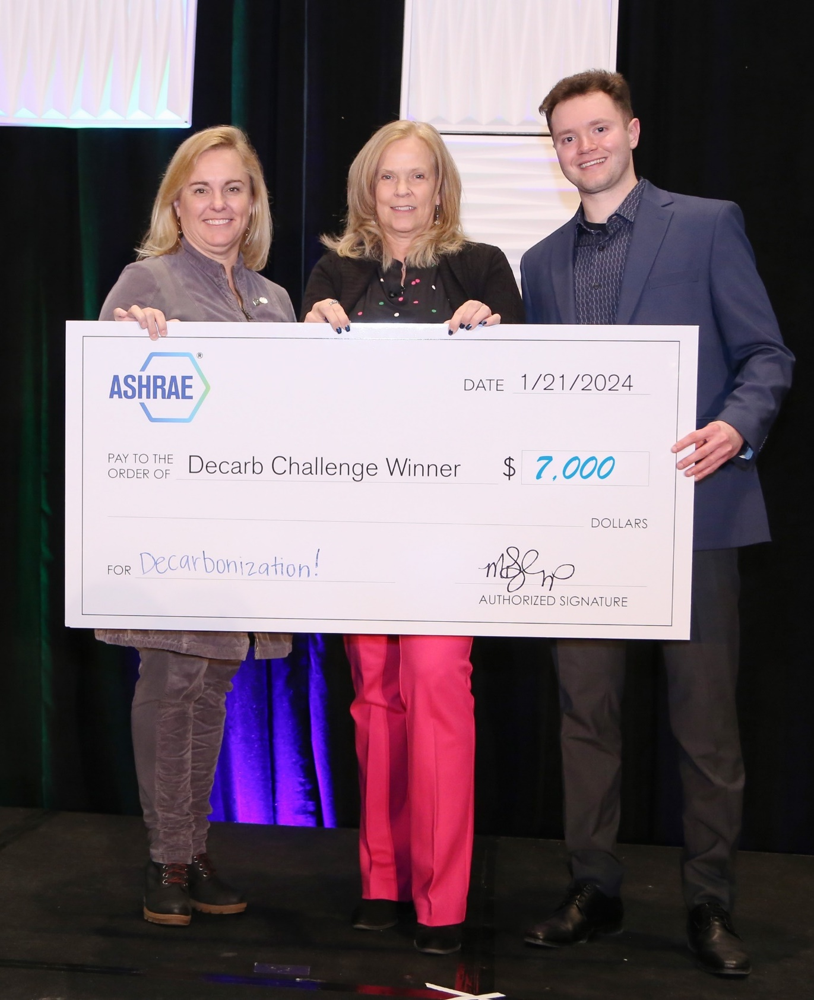 ASHRAE®
DATE 1/21/2024
PAY TO THE
ORDER OF Decarb Challenge Winner $ 7,000
DOLLARS
FOR Decarbonization!
AUTHORIZED SIGNATURE